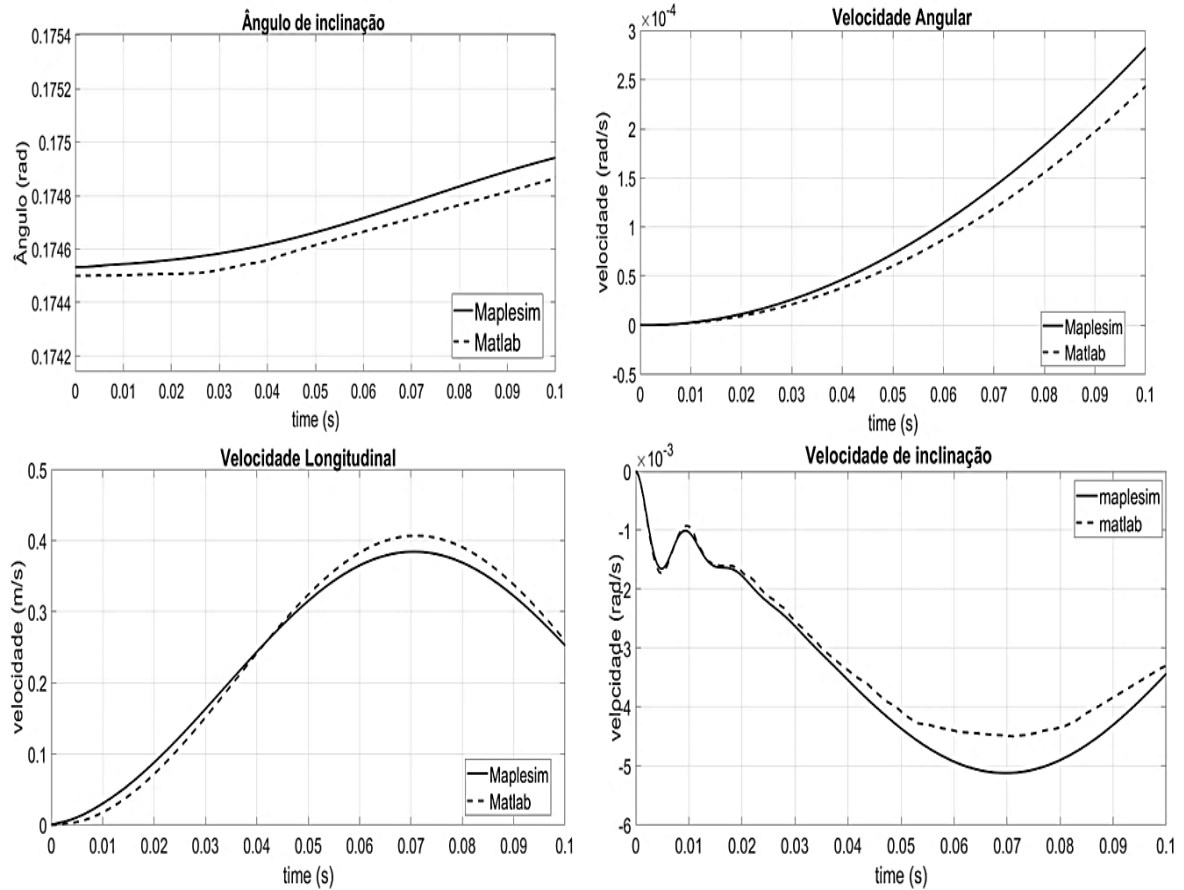 Ângulo de inclinação
0.1754
0.1752
0.175
0.1748
0.1746
0.1744
0.1742
Ângulo (rad)
Maplesim
Matlab
0 0.01 0.02 0.03 0.04 0.05 0.06 0.07 0.08 0.09 0.1
time (s)
Velocidade Angular
×10⁻⁴
3
2.5
2
1.5
1
0.5
0
-0.5
velocidade (rad/s)
Maplesim
Matlab
0 0.01 0.02 0.03 0.04 0.05 0.06 0.07 0.08 0.09 0.1
time (s)
Velocidade Longitudinal
0.5
0.4
0.3
0.2
0.1
0
velocidade (m/s)
Maplesim
Matlab
0 0.01 0.02 0.03 0.04 0.05 0.06 0.07 0.08 0.09 0.1
time (s)
Velocidade de inclinação
×10⁻³
0
-1
-2
-3
-4
-5
-6
velocidade (rad/s)
maplesim
matlab
0 0.01 0.02 0.03 0.04 0.05 0.06 0.07 0.08 0.09 0.1
time (s)